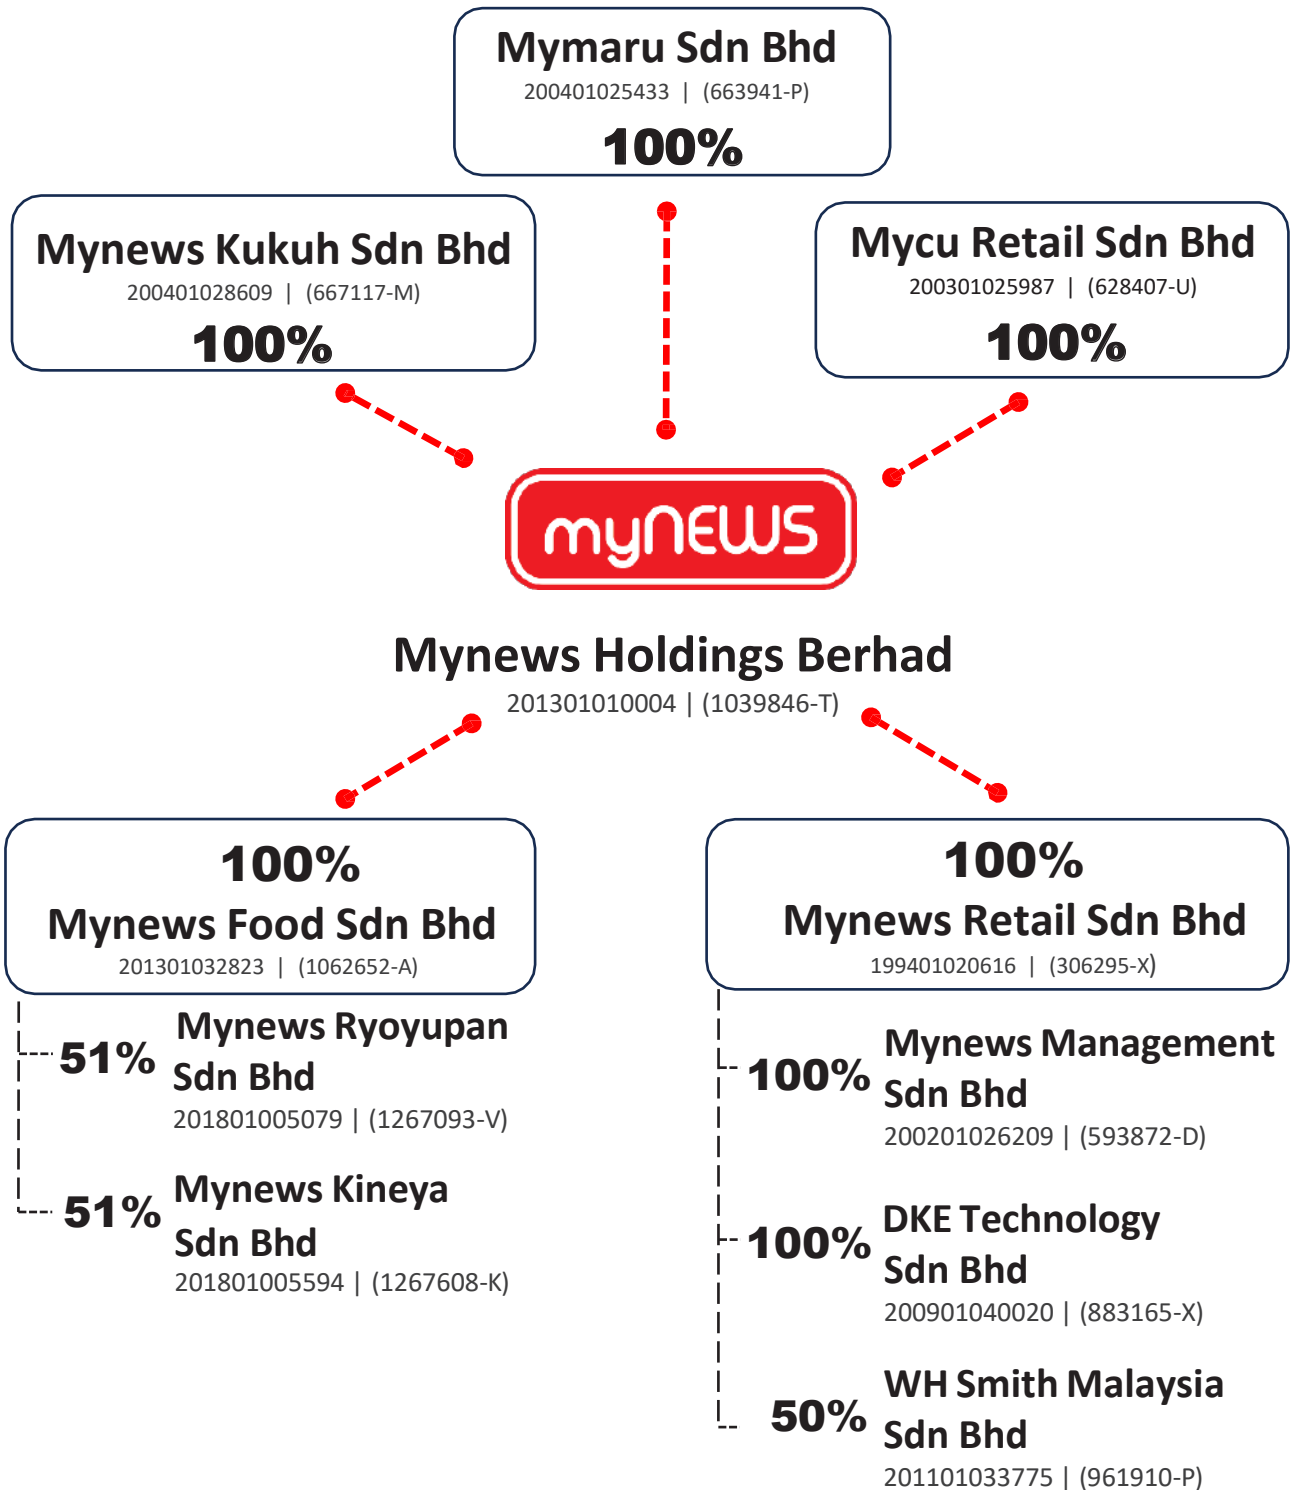 Mymaru Sdn Bhd
200401025433 | (663941-P)
100%
Mynews Kukuh Sdn Bhd
200401028609 | (667117-M)
100%
Mycu Retail Sdn Bhd
200301025987 | (628407-U)
100%
myNEWS
Mynews Holdings Berhad
201301010004 | (1039846-T)
100%
Mynews Food Sdn Bhd
201301032823 | (1062652-A)
51%
Mynews Ryoyupan
Sdn Bhd
201801005079 | (1267093-V)
51%
Mynews Kineya
Sdn Bhd
201801005594 | (1267608-K)
100%
Mynews Retail Sdn Bhd
199401020616 | (306295-X)
100%
Mynews Management
Sdn Bhd
200201026209 | (593872-D)
100%
DKE Technology
Sdn Bhd
200901040020 | (883165-X)
50%
WH Smith Malaysia
Sdn Bhd
201101033775 | (961910-P)